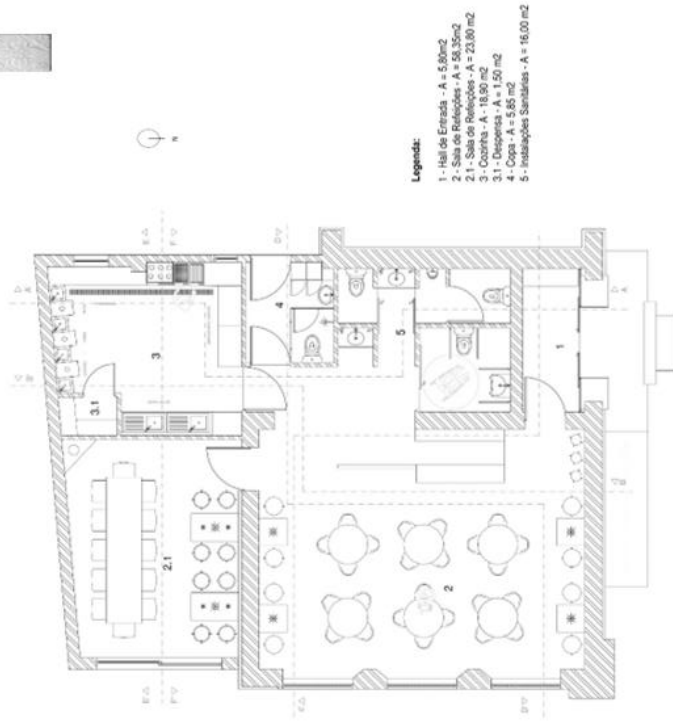 Legenda:
1 - Hall de Entrada - A = 5,80m2
2 - Sala de Refeições - A = 58,35m2
2.1 - Sala de Refeições - A = 23,80 m2
3 - Cozinha - A - 18,90 m2
3.1 - Despensa - A = 1,50 m2
4 - Copa - A = 5,85 m2
5 - Instalações Sanitárias - A = 16,00 m2
N
3.1
3
4
5
1
2.1
2